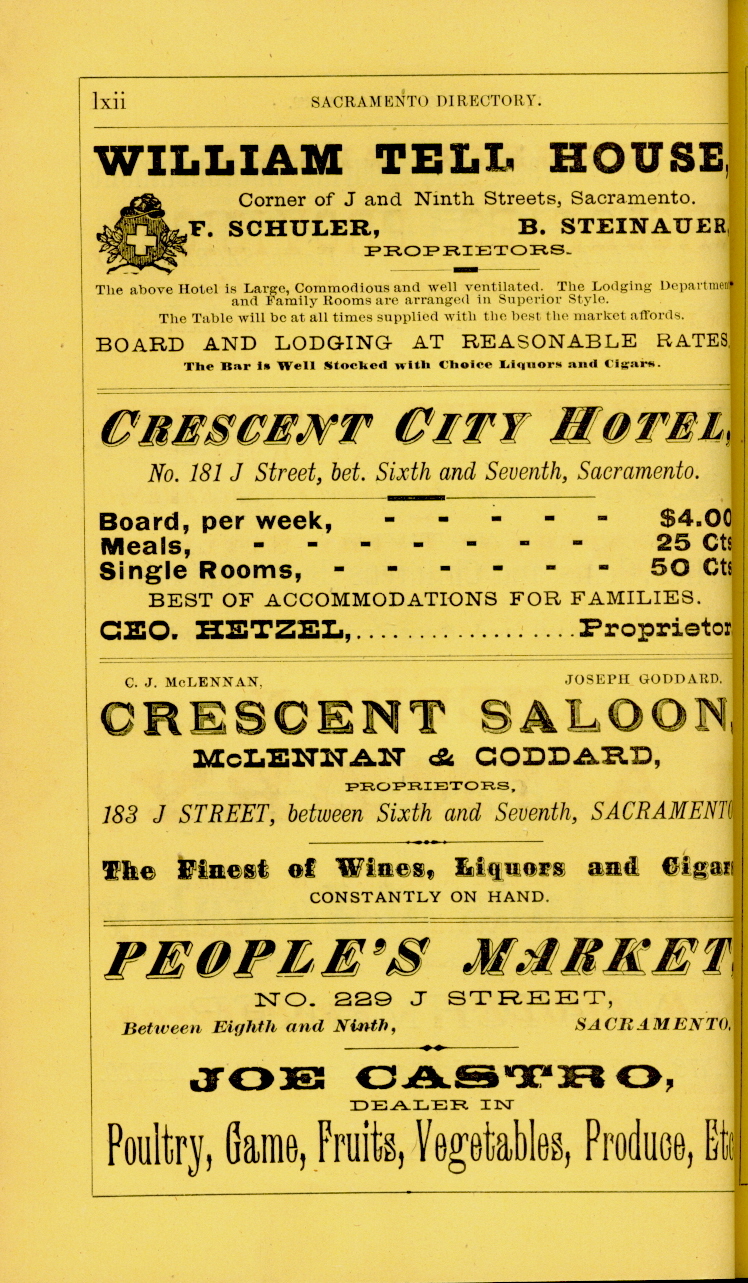 lxii SACRAMENTO DIRECTORY.
WILLIAM TELL HOUSE,
Corner of J and Ninth Streets, Sacramento.
F. SCHULER, B. STEINAUER,
PROPRIETORS.
The above Hotel is Large, Commodious and well ventilated. The Lodging Department
and Family Rooms are arranged in Superior Style.
The Table will be at all times supplied with the best the market affords.
BOARD AND LODGING AT REASONABLE RATES.
The Bar is Well Stocked with Choice Liquors and Cigars.
CRESCENT CITY HOTEL,
No. 181 J Street, bet. Sixth and Seventh, Sacramento.
Board, per week, - - - - - $4.00
Meals, - - - - - - - 25 Cts
Single Rooms, - - - - - - 50 Cts
BEST OF ACCOMMODATIONS FOR FAMILIES.
GEO. HETZEL,...................Proprietor
C. J. McLENNAN. JOSEPH GODDARD.
CRESCENT SALOON,
McLENNAN & GODDARD,
PROPRIETORS,
183 J STREET, between Sixth and Seventh, SACRAMENTO
The Finest of Wines, Liquors and Cigars
CONSTANTLY ON HAND.
PEOPLE'S MARKET,
NO. 229 J STREET,
Between Eighth and Ninth, SACRAMENTO,
JOE CASTRO,
DEALER IN
Poultry, Game, Fruits, Vegetables, Produce, Etc